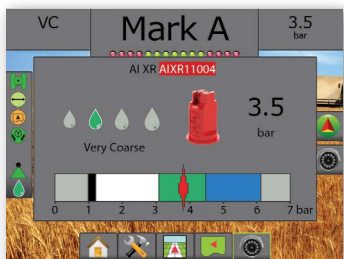 VC
Mark A
3.5
bar
AI XR AIXR11004
3.5
bar
Very Coarse
0 1 2 3 4 5 6 7 bar